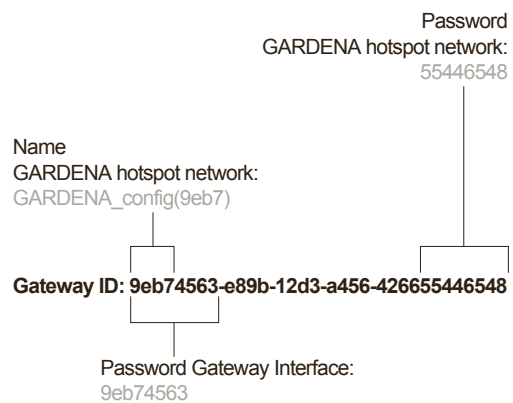 Password
GARDENA hotspot network:
55446548
Name
GARDENA hotspot network:
GARDENA_config(9eb7)
Gateway ID: 9eb74563-e89b-12d3-a456-426655446548
Password Gateway Interface:
9eb74563